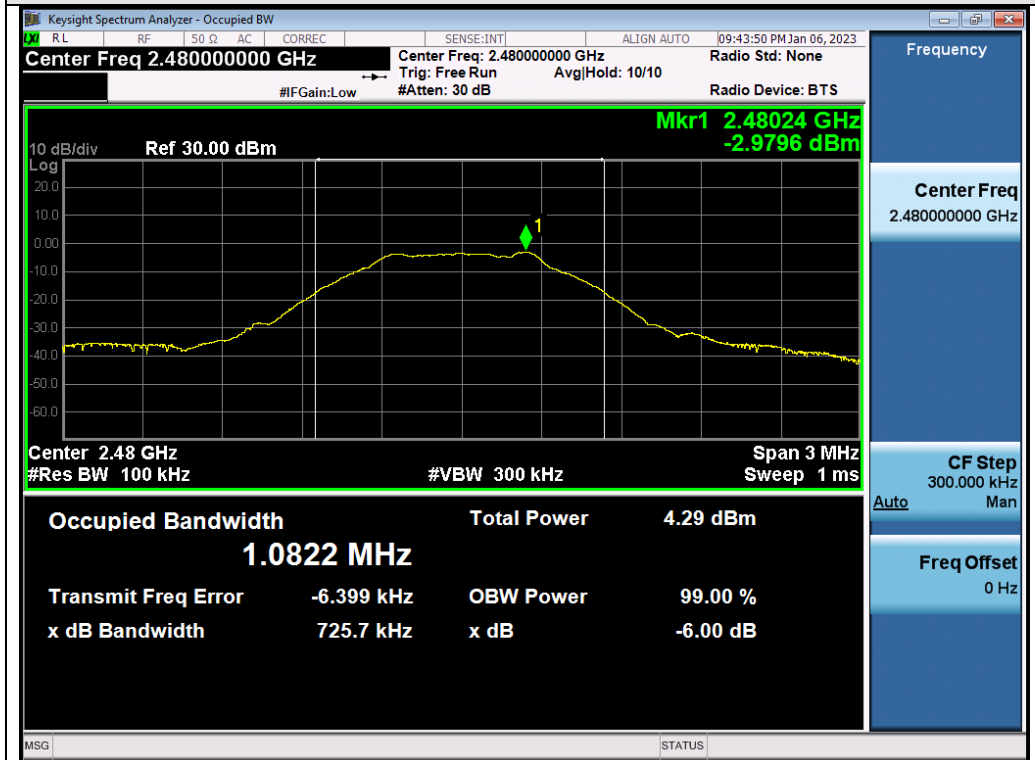 Keysight Spectrum Analyzer - Occupied BW
LXI RL RF 50 Ω AC CORREC SENSE:INT ALIGN AUTO 09:43:50 PM Jan 06, 2023
Center Freq 2.480000000 GHz
Center Freq: 2.480000000 GHz Radio Std: None
Trig: Free Run Avg|Hold: 10/10
#IFGain:Low #Atten: 30 dB Radio Device: BTS
Mkr1 2.48024 GHz
-2.9796 dBm
10 dB/div Ref 30.00 dBm
Log
20.0
10.0
0.00
-10.0
-20.0
-30.0
-40.0
-50.0
-60.0
1
Center 2.48 GHz Span 3 MHz
#Res BW 100 kHz #VBW 300 kHz Sweep 1 ms
Occupied Bandwidth Total Power 4.29 dBm
1.0822 MHz
Transmit Freq Error -6.399 kHz OBW Power 99.00 %
x dB Bandwidth 725.7 kHz x dB -6.00 dB
MSG STATUS
Frequency
Center Freq
2.480000000 GHz
CF Step
300.000 kHz
Auto Man
Freq Offset
0 Hz